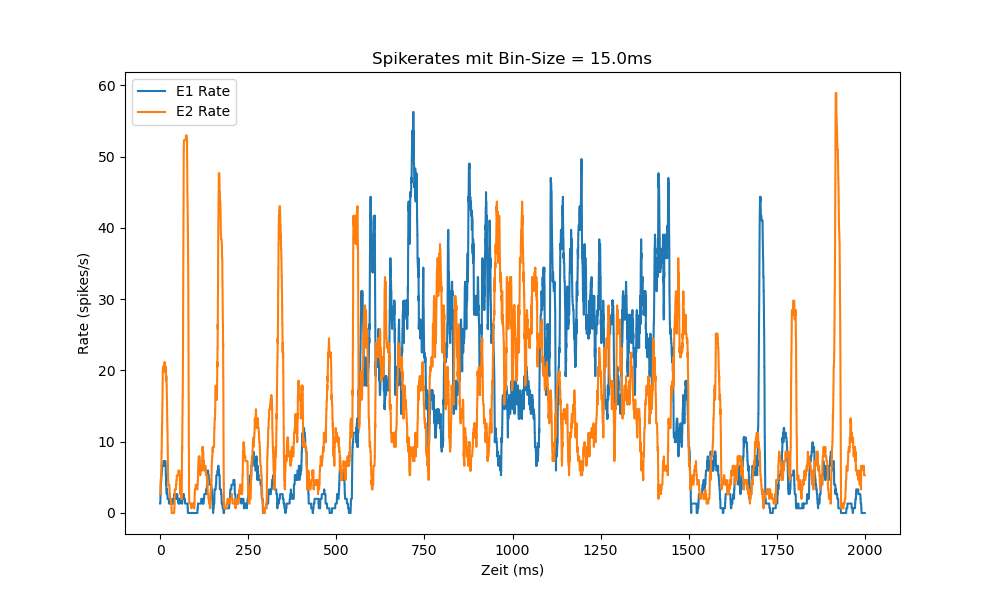 Spikerates mit Bin-Size = 15.0ms
E1 Rate
E2 Rate
60
50
40
30
20
10
0
Rate (spikes/s)
0 250 500 750 1000 1250 1500 1750 2000
Zeit (ms)